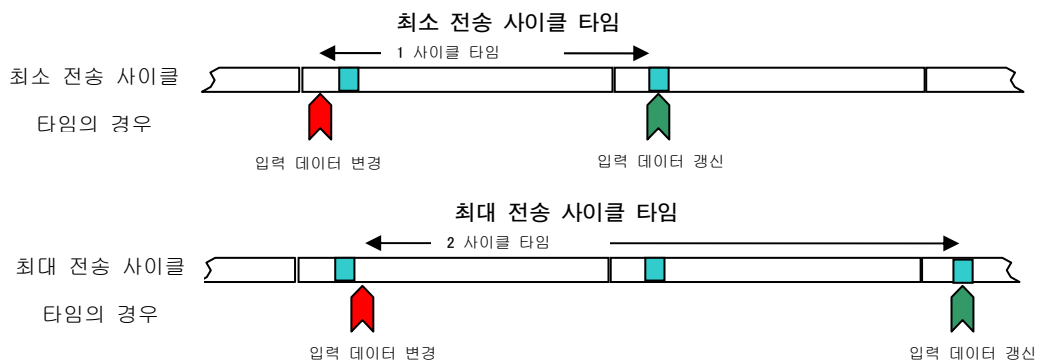 최소 전송 사이클 타임
1 사이클 타임
최소 전송 사이클
타임의 경우
입력 데이터 변경
입력 데이터 갱신
최대 전송 사이클 타임
2 사이클 타임
최대 전송 사이클
타임의 경우
입력 데이터 변경
입력 데이터 갱신